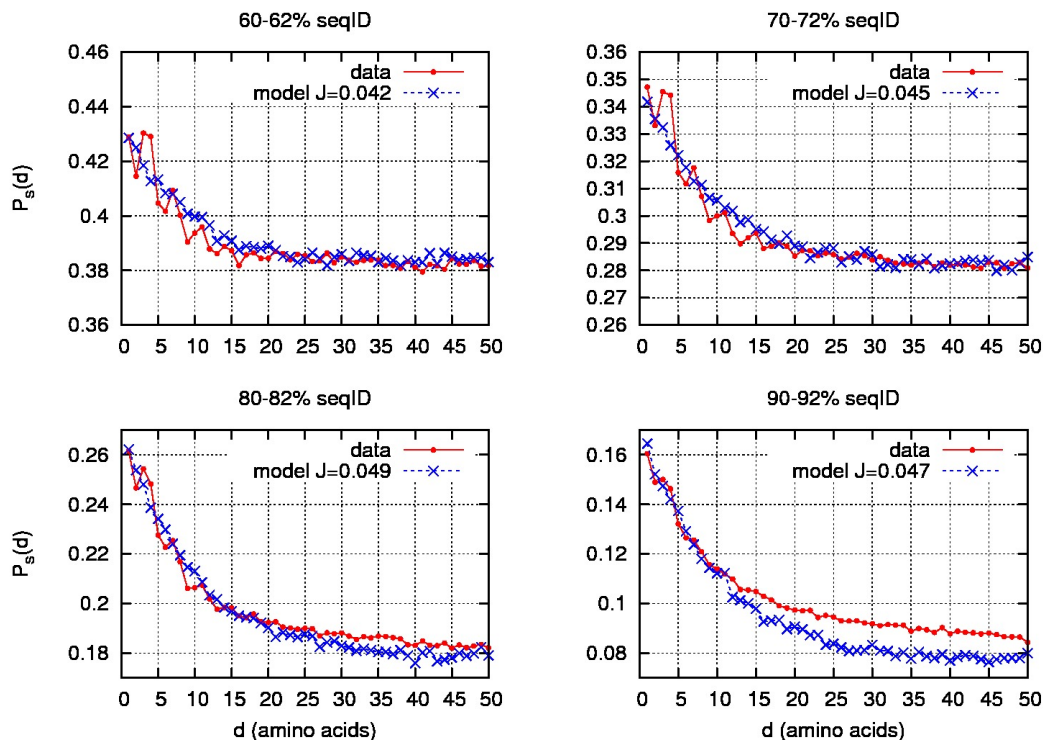 60-62% seqID
P_s(d)
0.46
0.44
0.42
0.4
0.38
0.36
data
model J=0.042
0 5 10 15 20 25 30 35 40 45 50
70-72% seqID
0.36
0.35
0.34
0.33
0.32
0.31
0.3
0.29
0.28
0.27
0.26
data
model J=0.045
0 5 10 15 20 25 30 35 40 45 50
80-82% seqID
P_s(d)
0.26
0.24
0.22
0.2
0.18
data
model J=0.049
0 5 10 15 20 25 30 35 40 45 50
d (amino acids)
90-92% seqID
0.16
0.14
0.12
0.1
0.08
data
model J=0.047
0 5 10 15 20 25 30 35 40 45 50
d (amino acids)